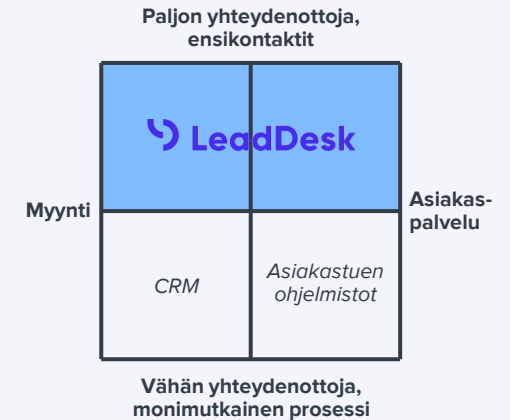 Paljon yhteydenottoja,
ensikontaktit
LeadDesk
Myynti
Asiakas-
palvelu
CRM
Asiakastuen
ohjelmistot
Vähän yhteydenottoja,
monimutkainen prosessi